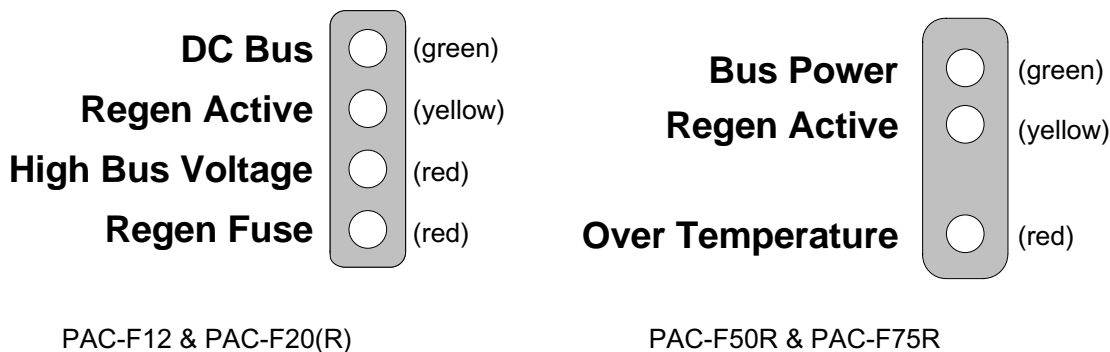 DC Bus (green)
Regen Active (yellow)
High Bus Voltage (red)
Regen Fuse (red)
PAC-F12 & PAC-F20(R)
Bus Power (green)
Regen Active (yellow)
Over Temperature (red)
PAC-F50R & PAC-F75R